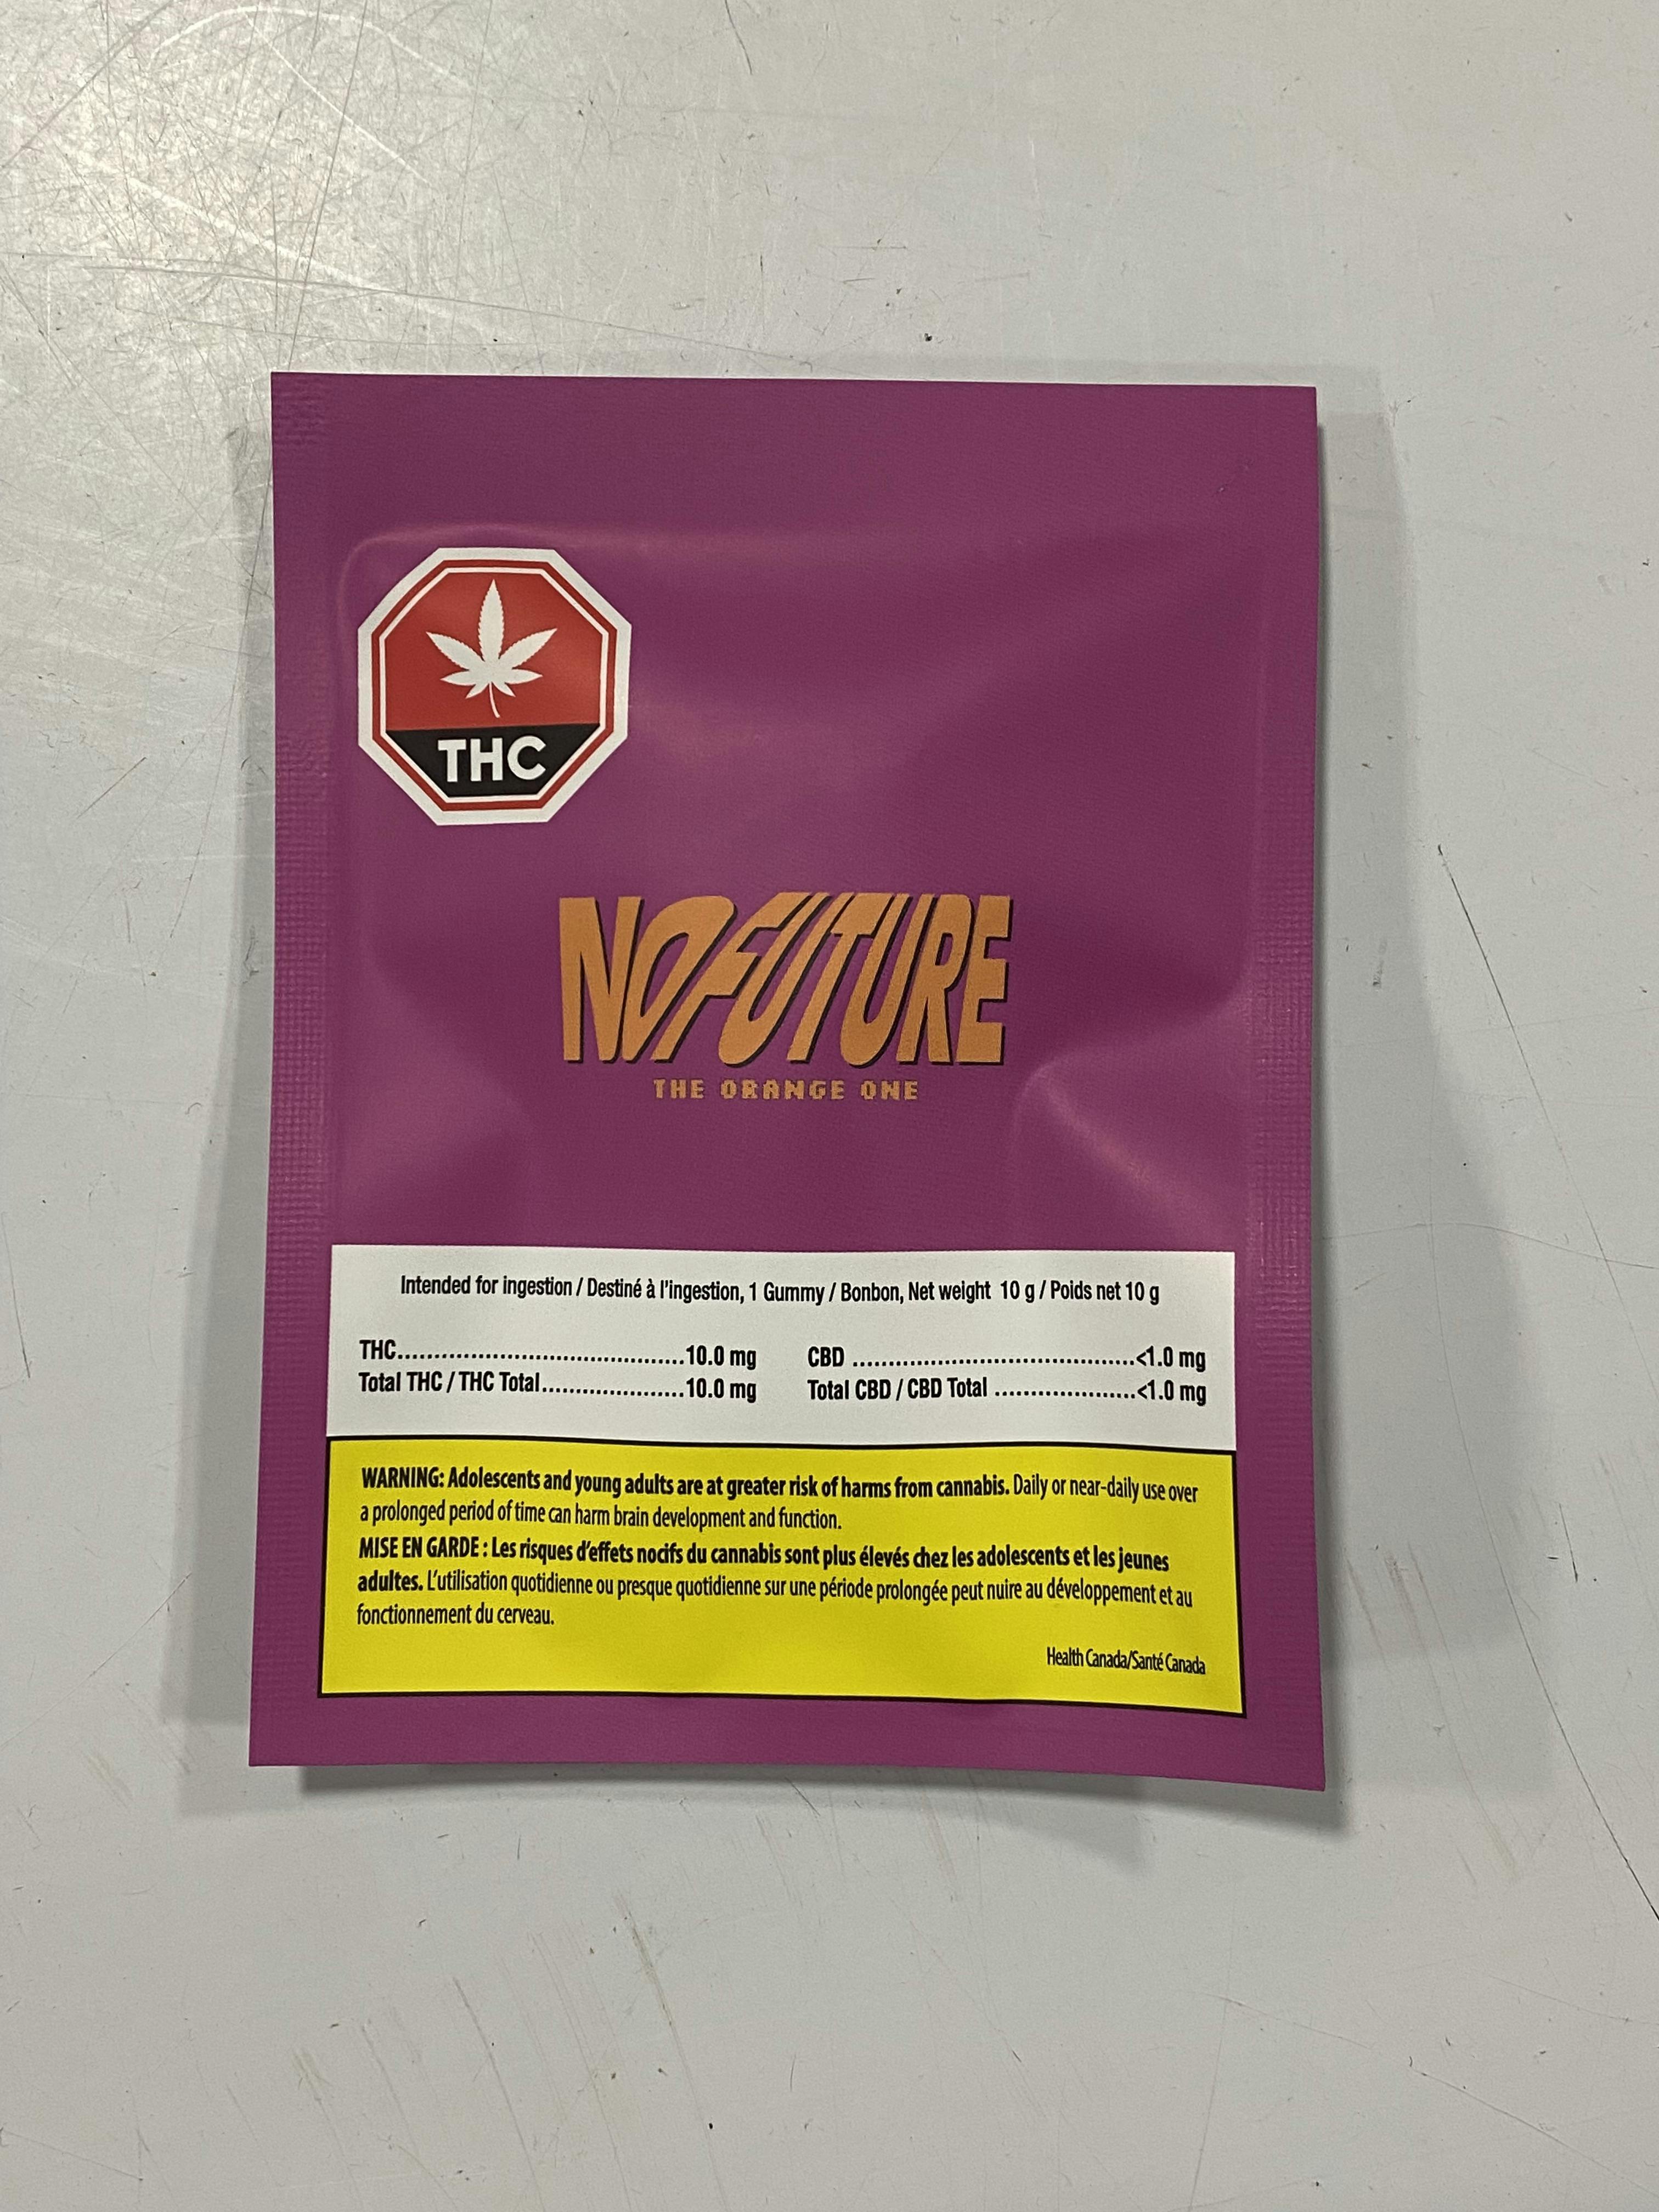 THC
NOFUTURE
THE ORANGE ONE
Intended for ingestion / Destiné à l'ingestion, 1 Gummy / Bonbon, Net weight 10 g / Poids net 10 g
THC.......................................10.0 mg CBD .......................................<1.0 mg
Total THC / THC Total....................10.0 mg Total CBD / CBD Total ....................<1.0 mg
WARNING: Adolescents and young adults are at greater risk of harms from cannabis. Daily or near-daily use over
a prolonged period of time can harm brain development and function.
MISE EN GARDE : Les risques d'effets nocifs du cannabis sont plus élevés chez les adolescents et les jeunes
adultes. L'utilisation quotidienne ou presque quotidienne sur une période prolongée peut nuire au développement et au
fonctionnement du cerveau.
Health Canada/Santé Canada